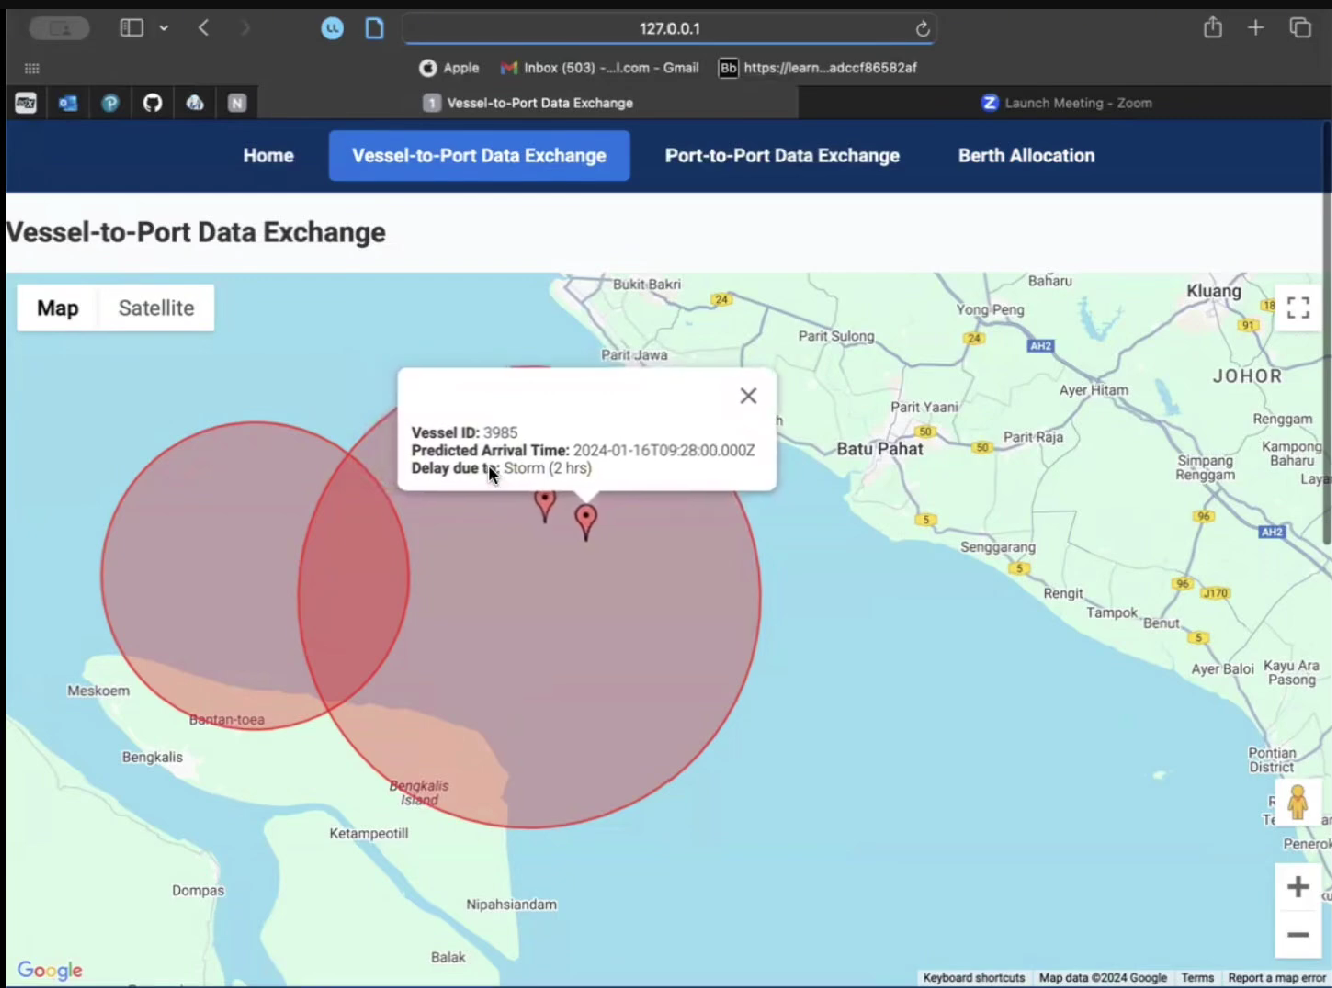 127.0.0.1
Apple
Inbox (503) –...l.com – Gmail
Bb https://learn...adccf86582af
N
1 Vessel-to-Port Data Exchange
Launch Meeting - Zoom
Home
Vessel-to-Port Data Exchange
Port-to-Port Data Exchange
Berth Allocation
Vessel-to-Port Data Exchange
Map
Satellite
Bukit Bakri
24
Baharu
Kluang
Yong Peng
91
Parit Sulong
24
AH2
Parit Jawa
JOHOR
Ayer Hitam
Parit Yaani
Renggam
50
50
Parit Raja
Batu Pahat
Kampong
Baharu
Simpang
Renggam
Vessel ID: 3985
Predicted Arrival Time: 2024-01-16T09:28:00.000Z
Delay due to: Storm (2 hrs)
5
96
AH2
Senggarang
5
96
J170
Rengit
Tampok
Benut
5
Ayer Baloi
Kayu Ara
Pasong
Meskoem
Bantan-toea
Bengkalis
Pontian
District
Bengkalis
Island
Ketampeotill
Dompas
Nipahsiandam
Balak
Google
Keyboard shortcuts
Map data ©2024 Google
Terms
Report a map error